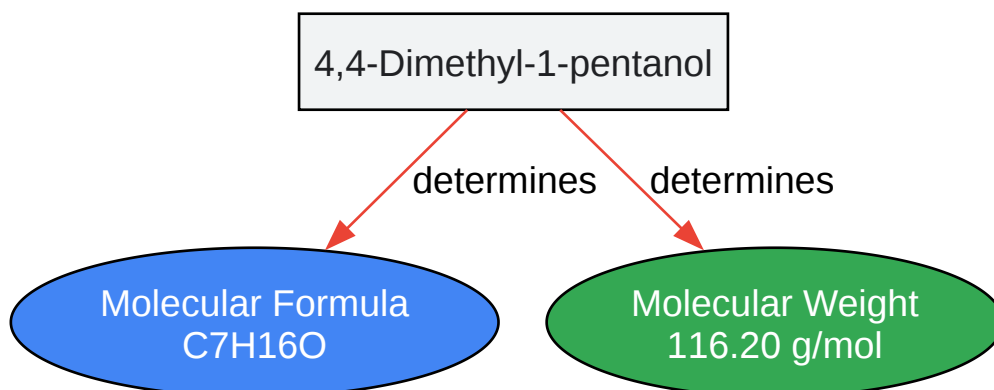 4,4-Dimethyl-1-pentanol
determines
determines
Molecular Formula
C7H16O
Molecular Weight
116.20 g/mol